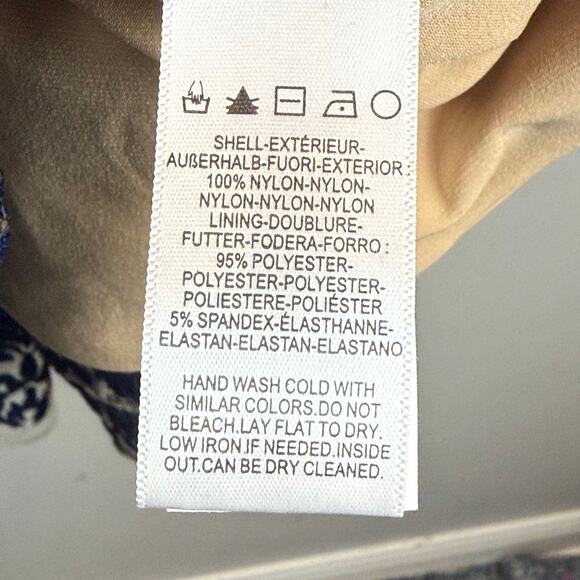 SHELL-EXTÉRIEUR-
AUßERHALB-FUORI-EXTERIOR :
100% NYLON-NYLON-
NYLON-NYLON-NYLON
LINING-DOUBLURE-
FUTTER-FODERA-FORRO :
95% POLYESTER-
POLYESTER-POLYESTER-
POLIESTERE-POLIÉSTER
5% SPANDEX-ÉLASTHANNE-
ELASTAN-ELASTAN-ELASTANO
HAND WASH COLD WITH
SIMILAR COLORS.DO NOT
BLEACH.LAY FLAT TO DRY.
LOW IRON.IF NEEDED.INSIDE
OUT.CAN BE DRY CLEANED.